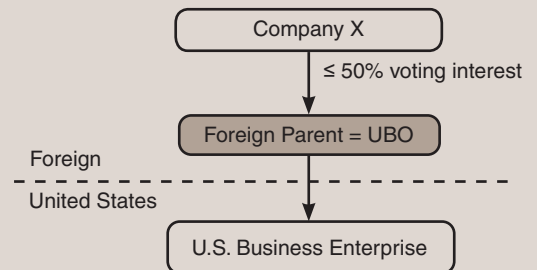 Company X
≤ 50% voting interest
Foreign Parent = UBO
Foreign
United States
U.S. Business Enterprise